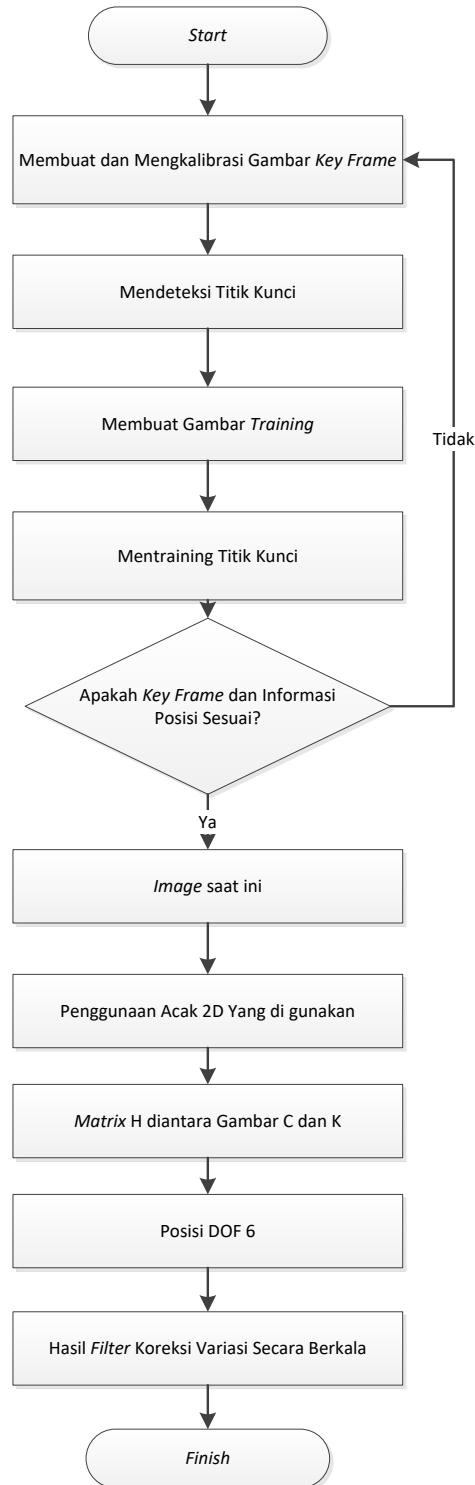 Start
Membuat dan Mengkalibrasi Gambar Key Frame
Mendeteksi Titik Kunci
Membuat Gambar Training
Tidak
Mentraining Titik Kunci
Apakah Key Frame dan Informasi
Posisi Sesuai?
Ya
Image saat ini
Penggunaan Acak 2D Yang di gunakan
Matrix H diantara Gambar C dan K
Posisi DOF 6
Hasil Filter Koreksi Variasi Secara Berkala
Finish